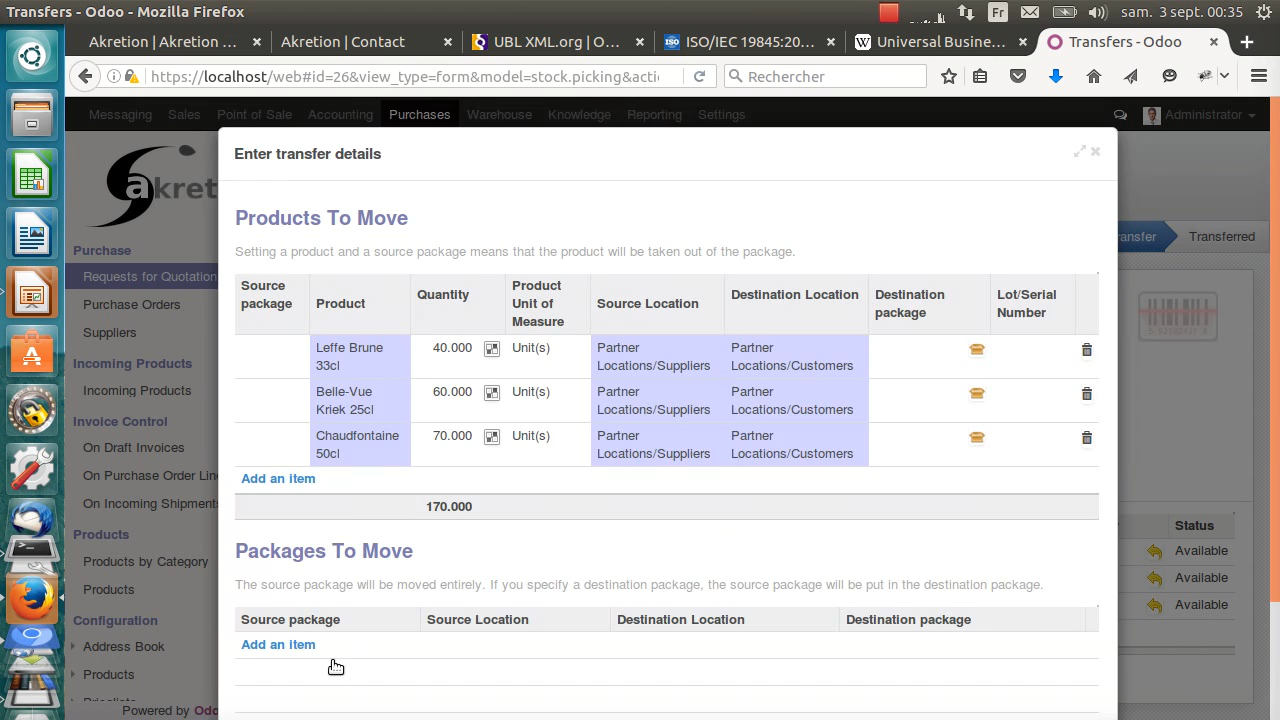 Transfers - Odoo - Mozilla Firefox
Fr
sam. 3 sept. 00:35
Akretion | Akretion ...
Akretion | Contact
UBL XML.org | O...
ISO/IEC 19845:20...
W Universal Busine...
Transfers - Odoo
https://localhost/web#id=26&view_type=form&model=stock.picking&actic
Rechercher
Messaging Sales Point of Sale Accounting Purchases Warehouse Knowledge Reporting Settings
Administrator
akret
Purchase
Requests for Quotation
Purchase Orders
Suppliers
Incoming Products
Incoming Products
Invoice Control
On Draft Invoices
On Purchase Order Line
On Incoming Shipments
Products
Products by Category
Products
Configuration
Address Book
Products
Pricelists
Powered by Odo
Enter transfer details
Products To Move
Setting a product and a source package means that the product will be taken out of the package.
Source package
Product
Quantity
Product Unit of Measure
Source Location
Destination Location
Destination package
Lot/Serial Number
Leffe Brune 33cl
40.000
Unit(s)
Partner Locations/Suppliers
Partner Locations/Customers
Belle-Vue Kriek 25cl
60.000
Unit(s)
Partner Locations/Suppliers
Partner Locations/Customers
Chaudfontaine 50cl
70.000
Unit(s)
Partner Locations/Suppliers
Partner Locations/Customers
Add an item
170.000
Packages To Move
The source package will be moved entirely. If you specify a destination package, the source package will be put in the destination package.
Source package
Source Location
Destination Location
Destination package
Add an item
ansfer
Transferred
Status
Available
Available
Available